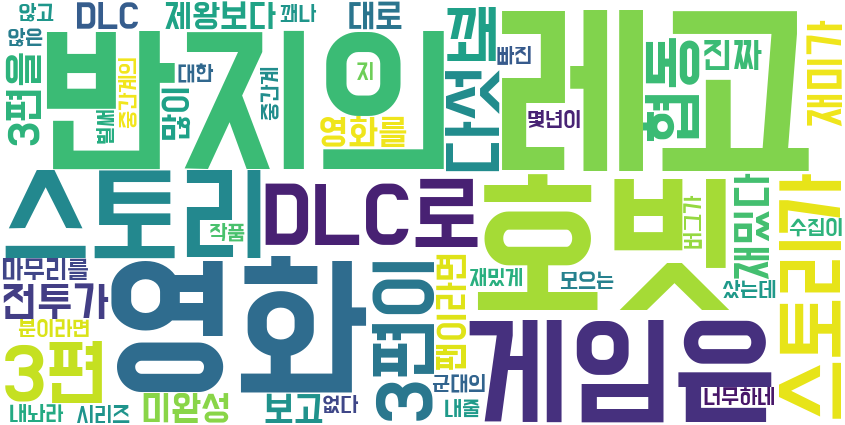 않고 DLC 제왕보다 꽤나 대로 재미가
않은 반지의 레고
3편을 벌써 중간계의 많이 대한 중간계 지 영화를 다섯 꽤 빠진 몇년이 협동 진짜
스토리 작품 DLC로 호빗 버그가 재밌다 수집이
마무리를 전투가 영화 3편이 편이라면 재밌게 모으는 샀는데 스토리가
분이라면 3편 게임은
내놔라 시리즈 미완성 보고 없다 군대의 내줄 너무하네